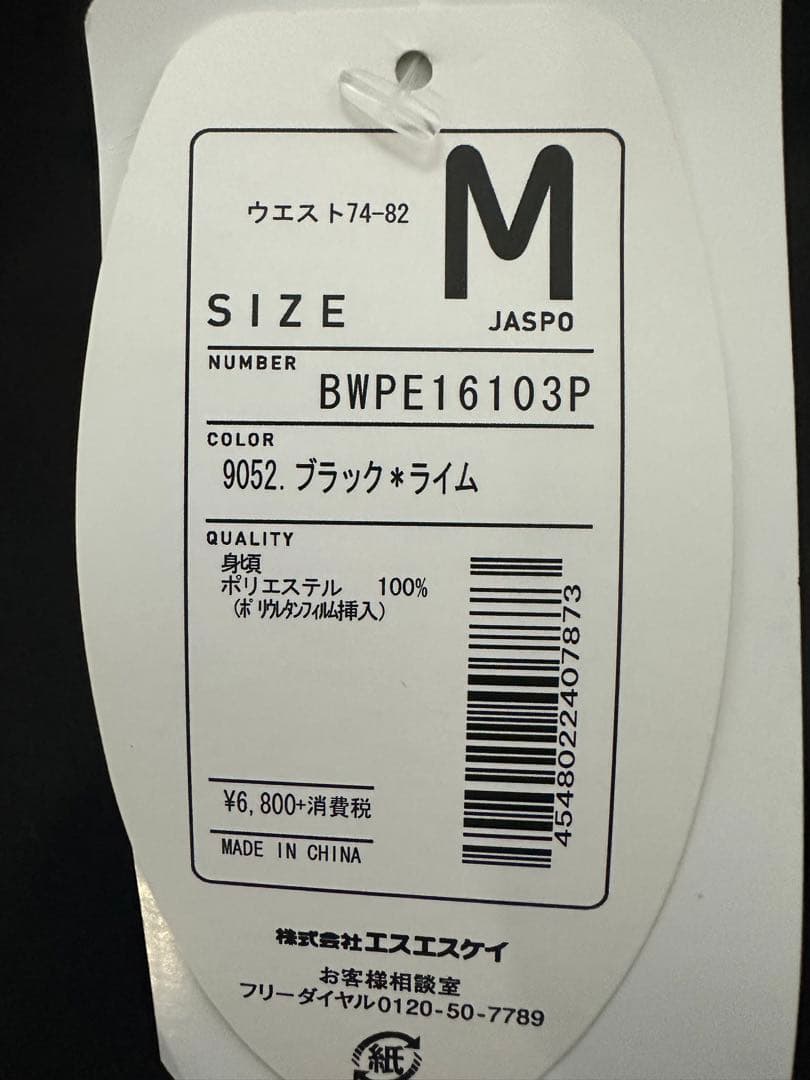 ウエスト74-82
M
SIZE
JASPO
NUMBER
BWPE16103P
COLOR
9052.ブラック*ライム
QUALITY
身頃
ポリエステル 100%
(ポリウレタンフィルム挿入)
4548022407873
¥6,800+消費税
MADE IN CHINA
株式会社エスエスケイ
お客様相談室
フリーダイヤル0120-50-7789
紙